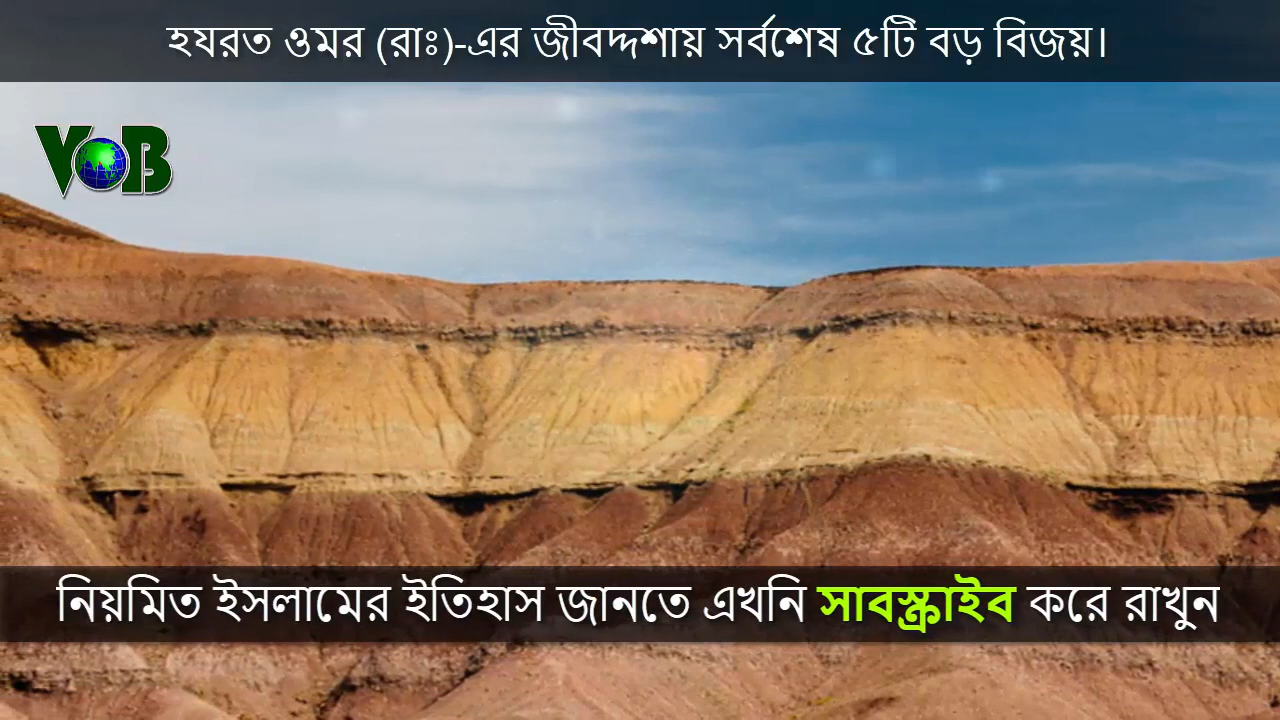 হযরত ওমর (রাঃ)-এর জীবদ্দশায় সর্বশেষ ৫টি বড় বিজয়।
VOB
নিয়মিত ইসলামের ইতিহাস জানতে এখনি সাবস্ক্রাইব করে রাখুন